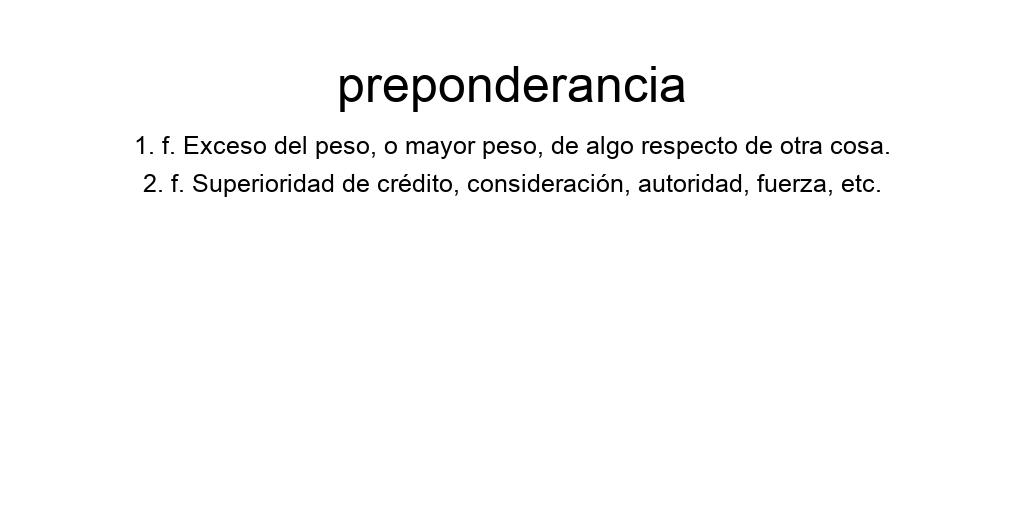 preponderancia
1. f. Exceso del peso, o mayor peso, de algo respecto de otra cosa.
2. f. Superioridad de crédito, consideración, autoridad, fuerza, etc.